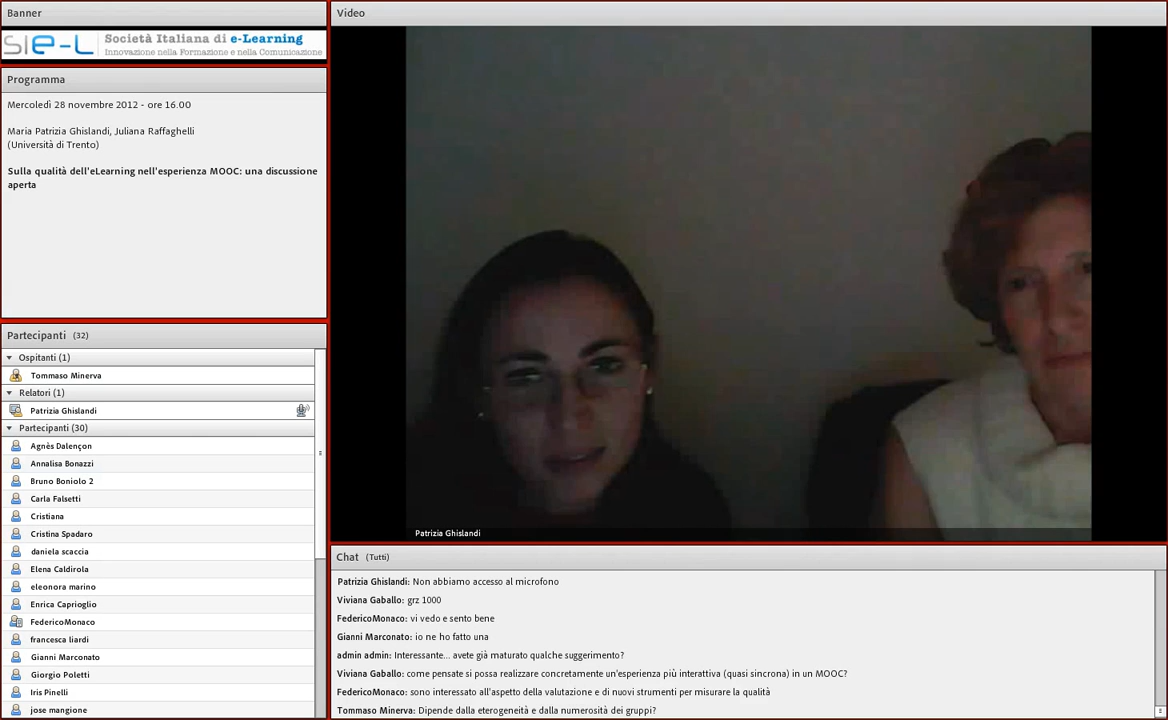 Banner
sie-L Società Italiana di e-Learning
Innovazione nella Formazione e nella Comunicazione
Programma
Mercoledì 28 novembre 2012 - ore 16.00
Maria Patrizia Ghislandi, Juliana Raffaghelli
(Università di Trento)
Sulla qualità dell'eLearning nell'esperienza MOOC: una discussione
aperta
Partecipanti (32)
Ospitanti (1)
Tommaso Minerva
Relatori (1)
Patrizia Ghislandi
Partecipanti (30)
Agnès Dalençon
Annalisa Bonazzi
Bruno Boniolo 2
Carla Falsetti
Cristiana
Cristina Spadaro
daniela scaccia
Elena Caldirola
eleonora marino
Enrica Caprioglio
FedericoMonaco
francesca liardi
Gianni Marconato
Giorgio Poletti
Iris Pinelli
jose mangione
Video
Patrizia Ghislandi
Chat (Tutti)
Patrizia Ghislandi: Non abbiamo accesso al microfono
Viviana Gaballo: grz 1000
FedericoMonaco: vi vedo e sento bene
Gianni Marconato: io ne ho fatto una
admin admin: Interessante... avete già maturato qualche suggerimento?
Viviana Gaballo: come pensate si possa realizzare concretamente un'esperienza più interattiva (quasi sincrona) in un MOOC?
FedericoMonaco: sono interessato all'aspetto della valutazione e di nuovi strumenti per misurare la qualità
Tommaso Minerva: Dipende dalla eterogeneità e dalla numerosità dei gruppi?